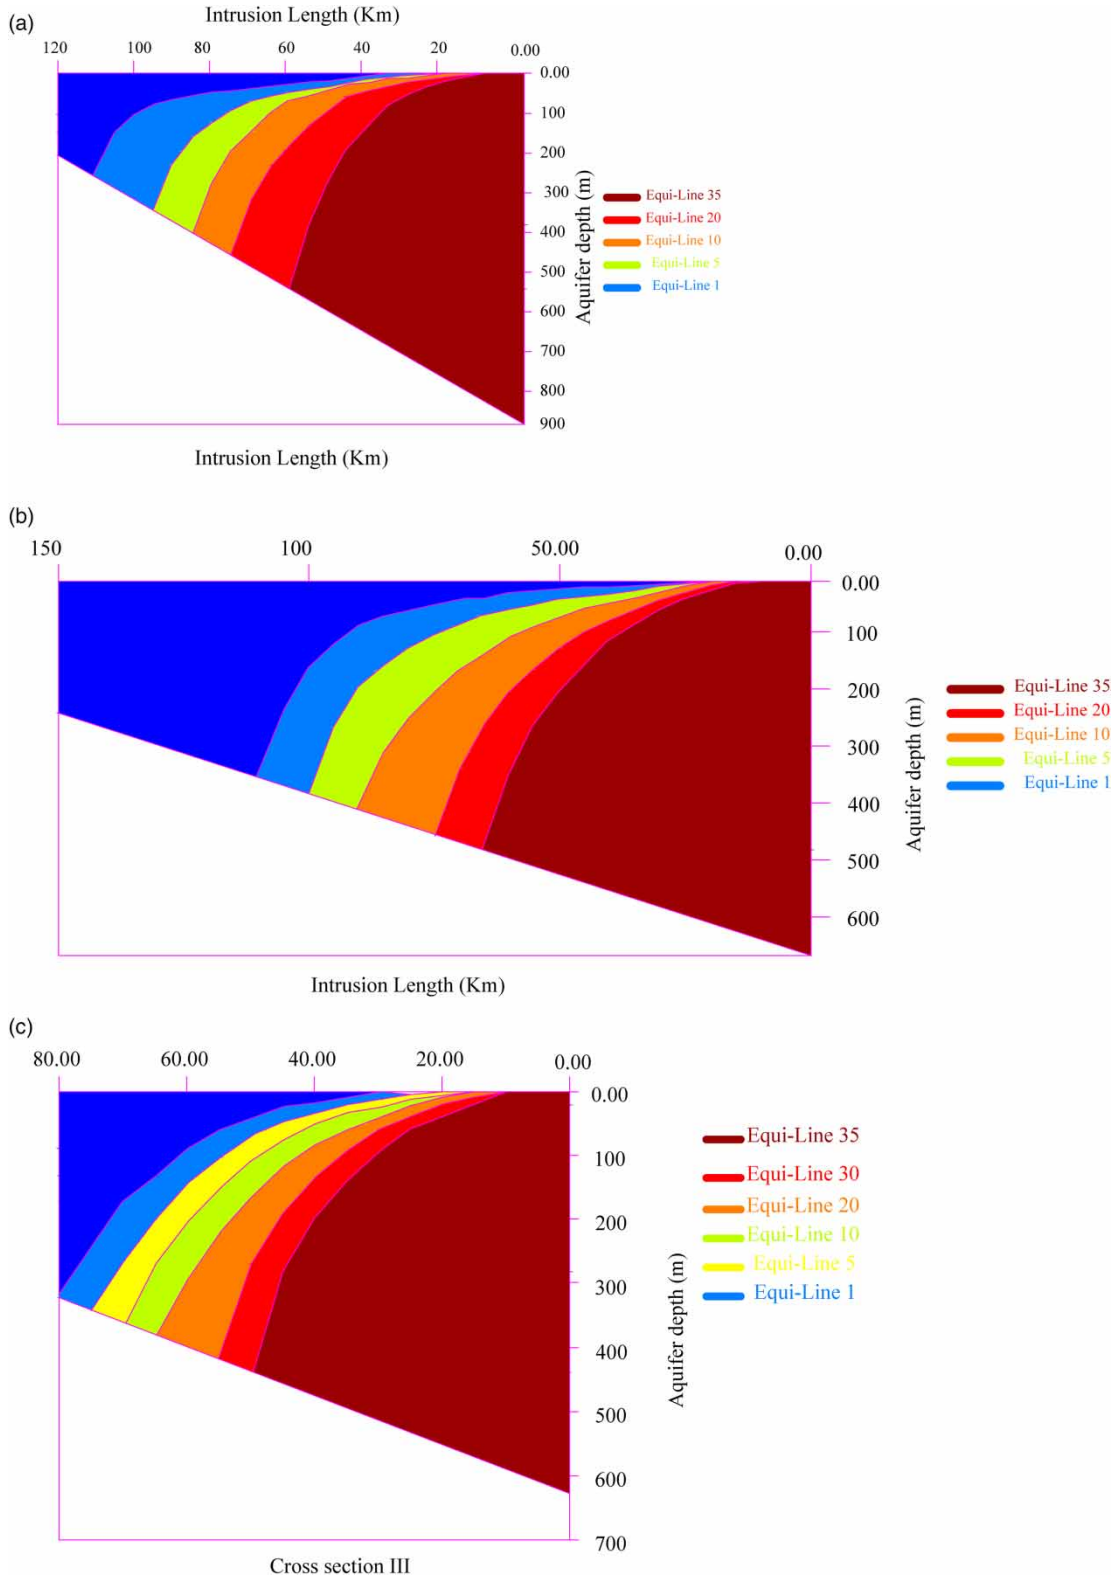 (a)
Intrusion Length (Km)
120 100 80 60 40 20 0.00
0.00
100
200
300
400
500
600
700
800
900
Aquifer depth (m)
Equi-Line 35
Equi-Line 20
Equi-Line 10
Equi-Line 5
Equi-Line 1
Intrusion Length (Km)
(b)
150 100 50.00 0.00
0.00
100
200
300
400
500
600
Aquifer depth (m)
Equi-Line 35
Equi-Line 20
Equi-Line 10
Equi-Line 5
Equi-Line 1
Intrusion Length (Km)
(c)
80.00 60.00 40.00 20.00 0.00
0.00
100
200
300
400
500
600
700
Aquifer depth (m)
Equi-Line 35
Equi-Line 30
Equi-Line 20
Equi-Line 10
Equi-Line 5
Equi-Line 1
Cross section III